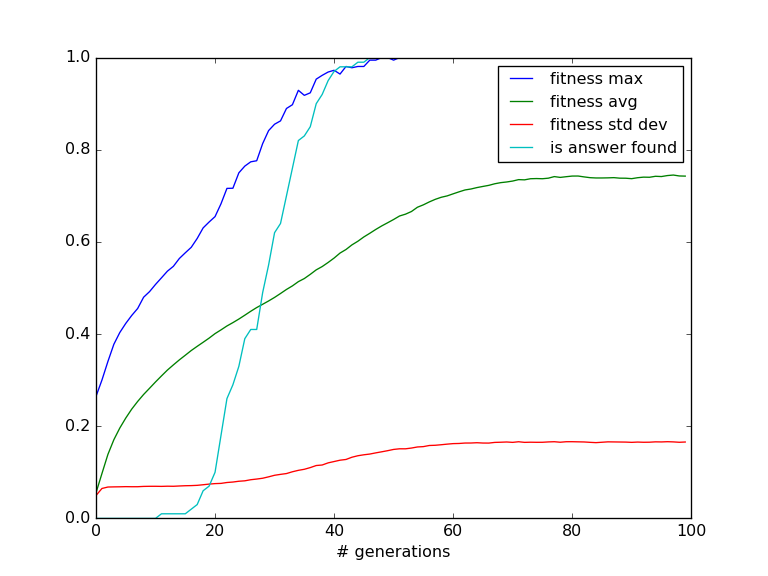 1.0
0.8
0.6
0.4
0.2
0.0
fitness max
fitness avg
fitness std dev
is answer found
0 20 40 60 80 100
# generations